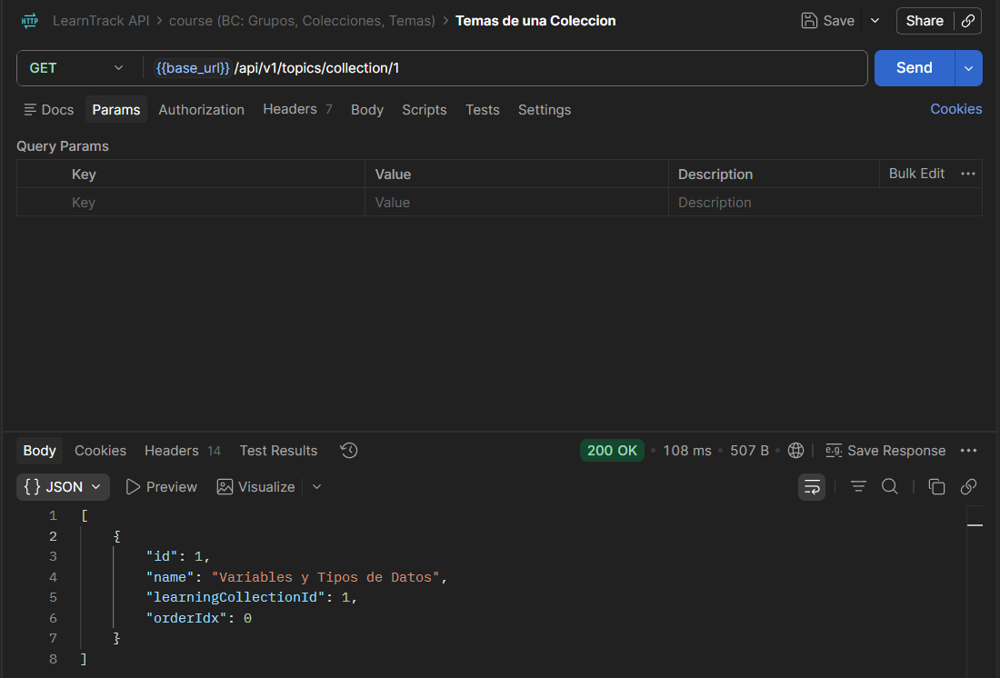 HTTP LearnTrack API > course (BC: Grupos, Colecciones, Temas) > Temas de una Coleccion Save Share
GET {{base_url}} /api/v1/topics/collection/1 Send
Docs Params Authorization Headers 7 Body Scripts Tests Settings Cookies
Query Params
Key Value Description Bulk Edit
Key Value Description
Body Cookies Headers 14 Test Results 200 OK • 108 ms • 507 B • e.g. Save Response
{} JSON Preview Visualize
1 [
2 {
3 "id": 1,
4 "name": "Variables y Tipos de Datos",
5 "learningCollectionId": 1,
6 "orderIdx": 0
7 }
8 ]